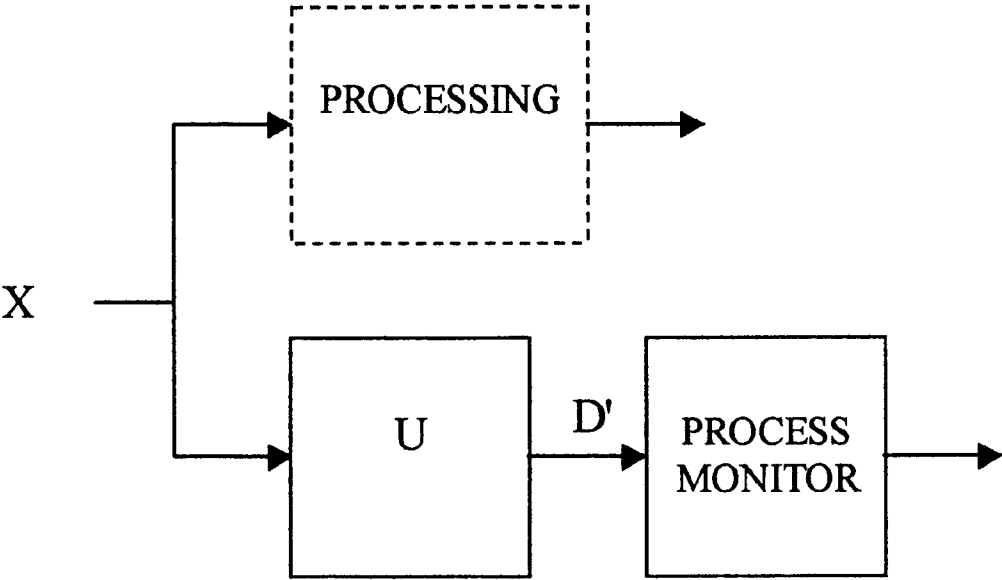 PROCESSING
X
U
D'
PROCESS
MONITOR